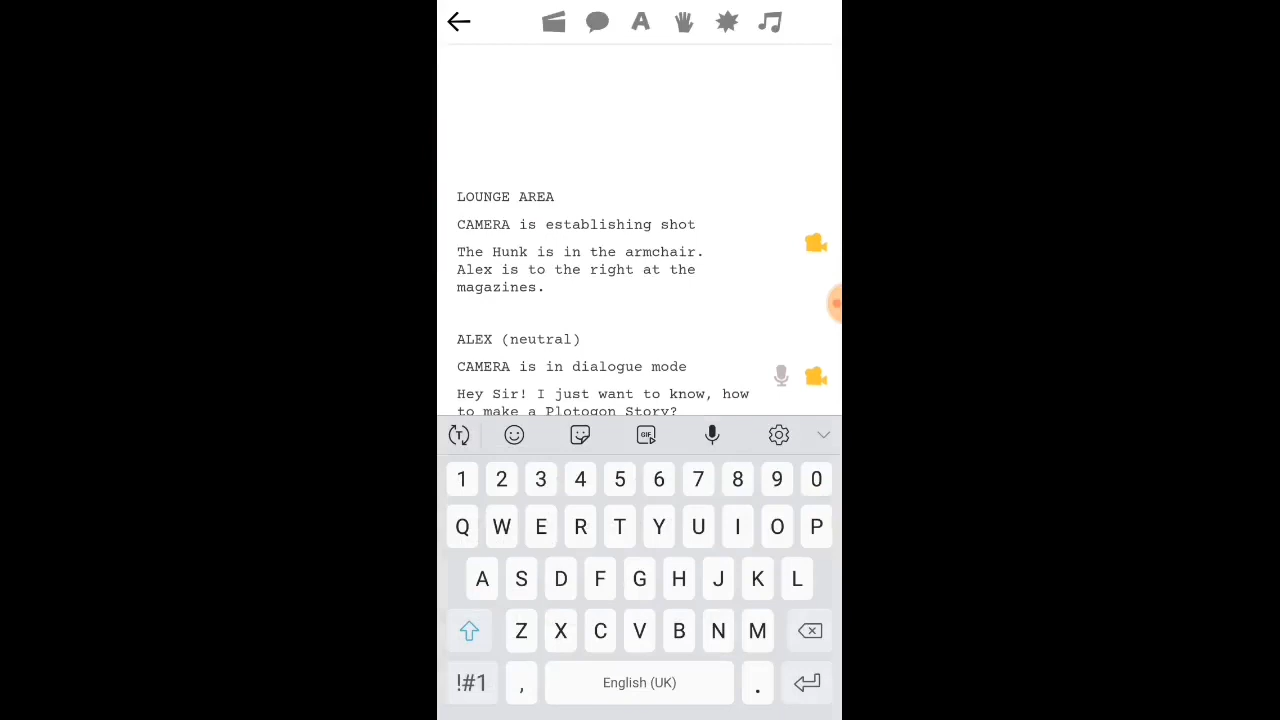 A
LOUNGE AREA
CAMERA is establishing shot
The Hunk is in the armchair.
Alex is to the right at the
magazines.
ALEX (neutral)
CAMERA is in dialogue mode
Hey Sir! I just want to know, how
to make a Plotogon Story?
T GIF
1 2 3 4 5 6 7 8 9 0
Q W E R T Y U I O P
A S D F G H J K L
Z X C V B N M
!#1 , English (UK) .